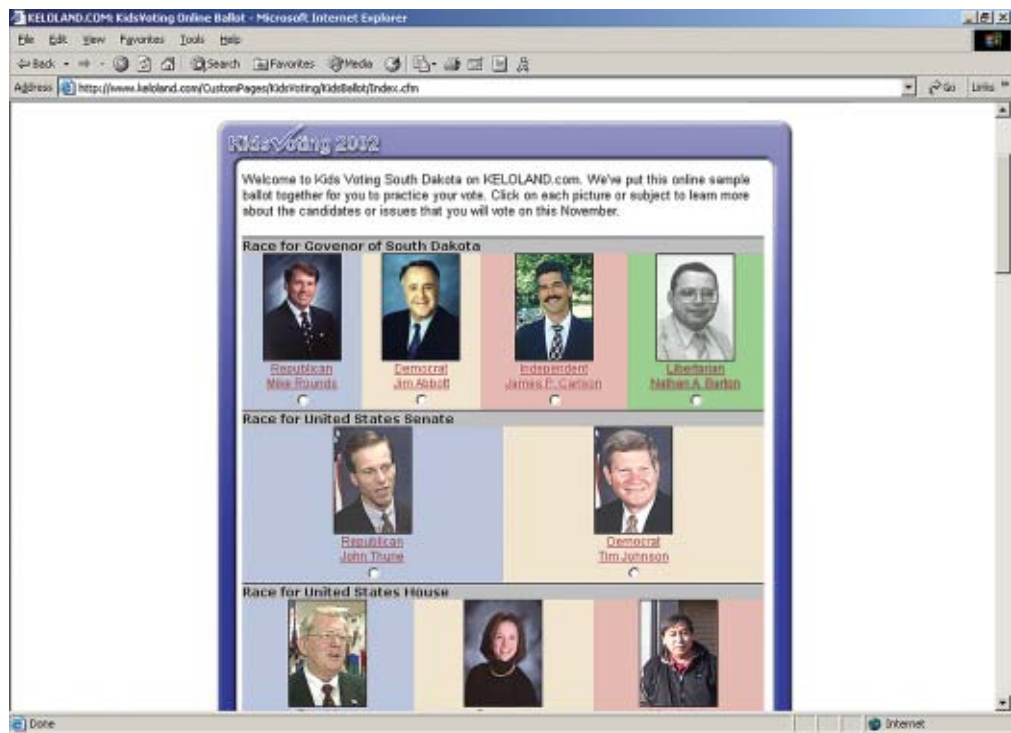 KELOLAND.COM: KidsVoting Online Ballot - Microsoft Internet Explorer
File Edit View Favorites Tools Help
Back Search Favorites Media
Address http://www.keloland.com/CustomPages/KidsVoting/KidsBallot/Index.cfm Go Links »
KidsVoting 2002
Welcome to Kids Voting South Dakota on KELOLAND.com. We've put this online sample
ballot together for you to practice your vote. Click on each picture or subject to learn more
about the candidates or issues that you will vote on this November.
Race for Govenor of South Dakota
Republican Democrat Independent Libertarian
Mike Rounds Jim Abbott James P. Carlson Nathan A. Barton
Race for United States Senate
Republican Democrat
John Thune Tim Johnson
Race for United States House
Done Internet